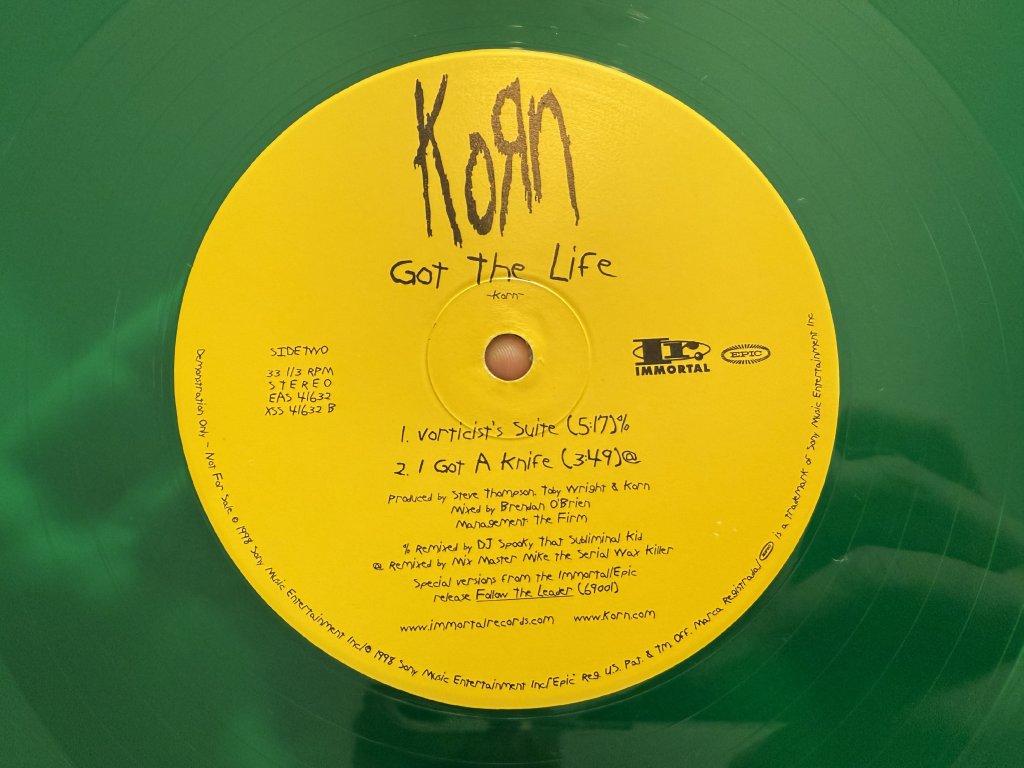 KoЯn
Got The Life
-Korn-
SIDE TWO
33 1/3 RPM
STEREO
EAS 41632
XSS 41632 B
Ir.
IMMORTAL
EPIC
1. Vorticist's Suite (5:17)%
2. I Got A Knife (3:49)@
Produced by Steve Thompson, Toby Wright & Korn
Mixed by Brendan O'Brien
Management: The Firm
% Remixed by DJ Spooky That Subliminal Kid
@ Remixed by Mix Master Mike the Serial Wax Killer
Special versions from the Immortal/Epic
release Follow The Leader (69001)
www.immortalrecords.com www.korn.com
Demonstration Only - Not For Sale ℗ 1998 Sony Music Entertainment Inc./© 1998 Sony Music Entertainment Inc./"Epic" Reg. U.S. Pat. & Tm. Off. Marca Registrada/ EPIC is a trademark of Sony Music Entertainment Inc.